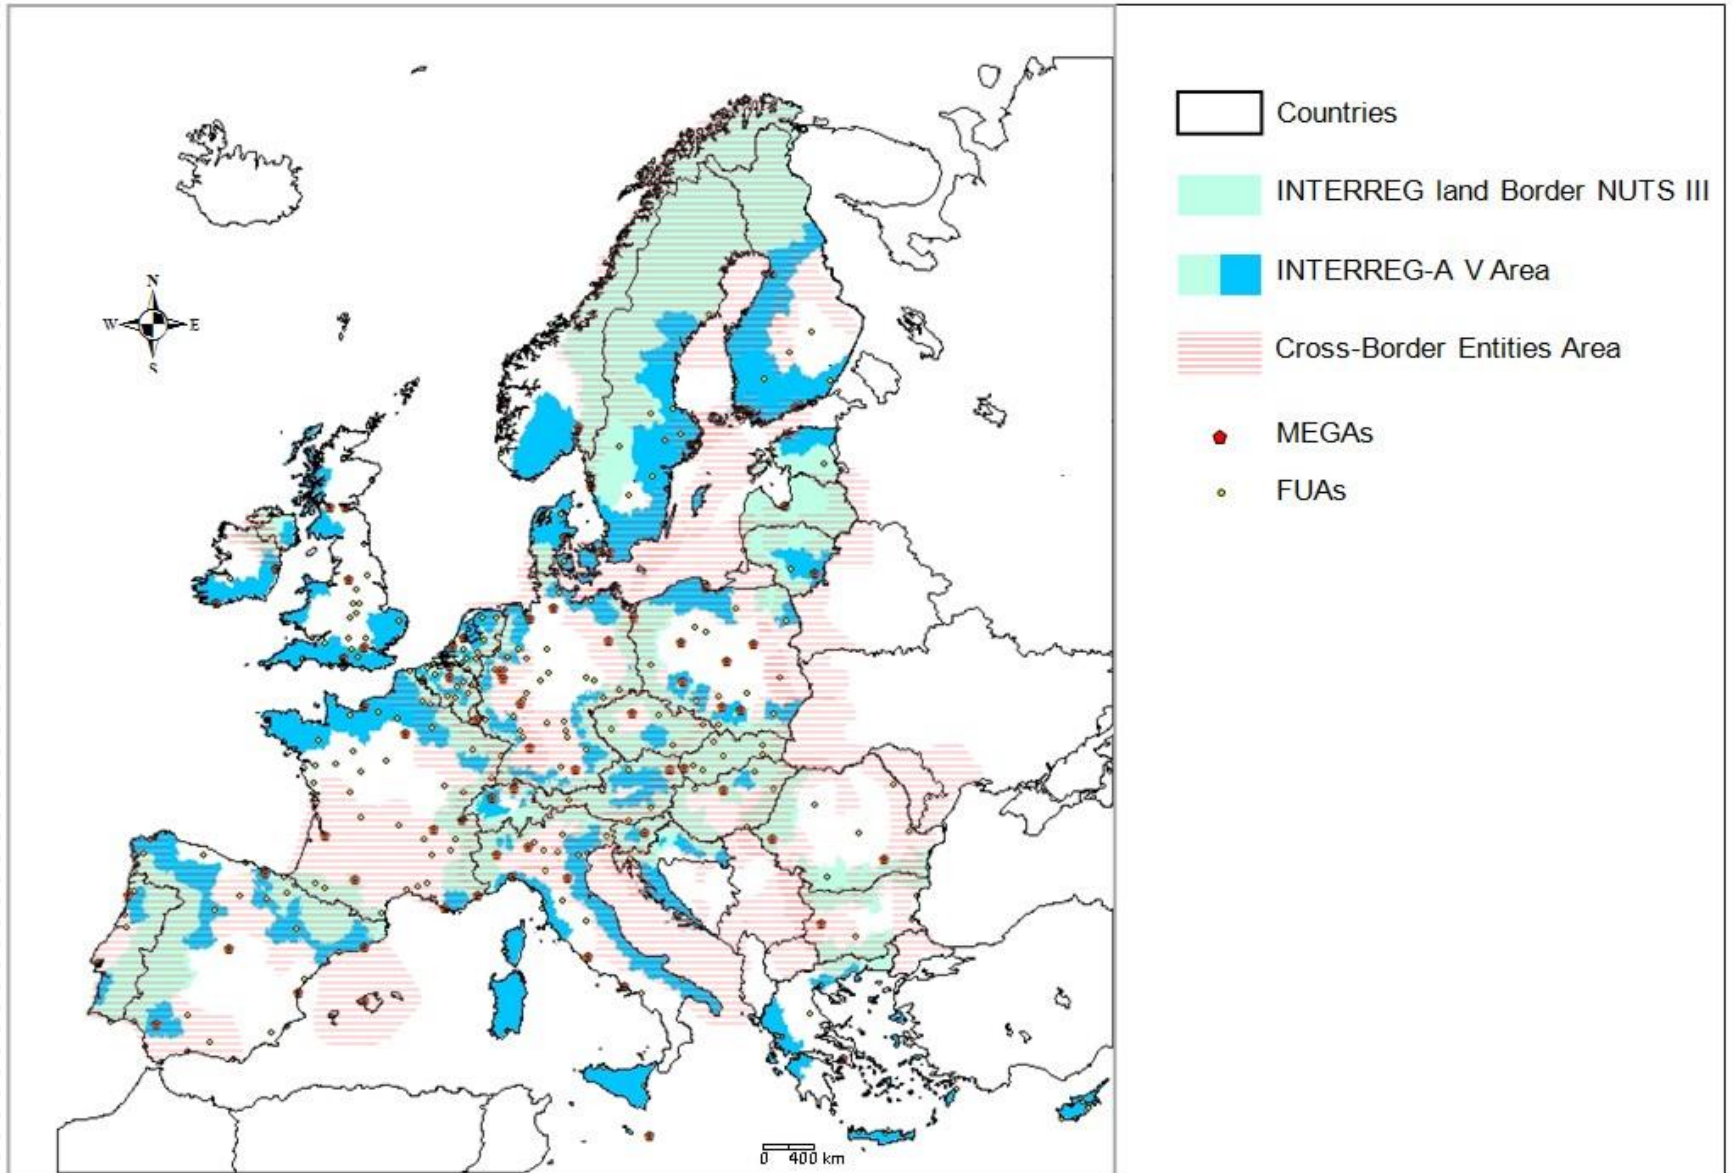 N
W E
S
0 400 km
Countries
INTERREG land Border NUTS III
INTERREG-A V Area
Cross-Border Entities Area
MEGAs
FUAs